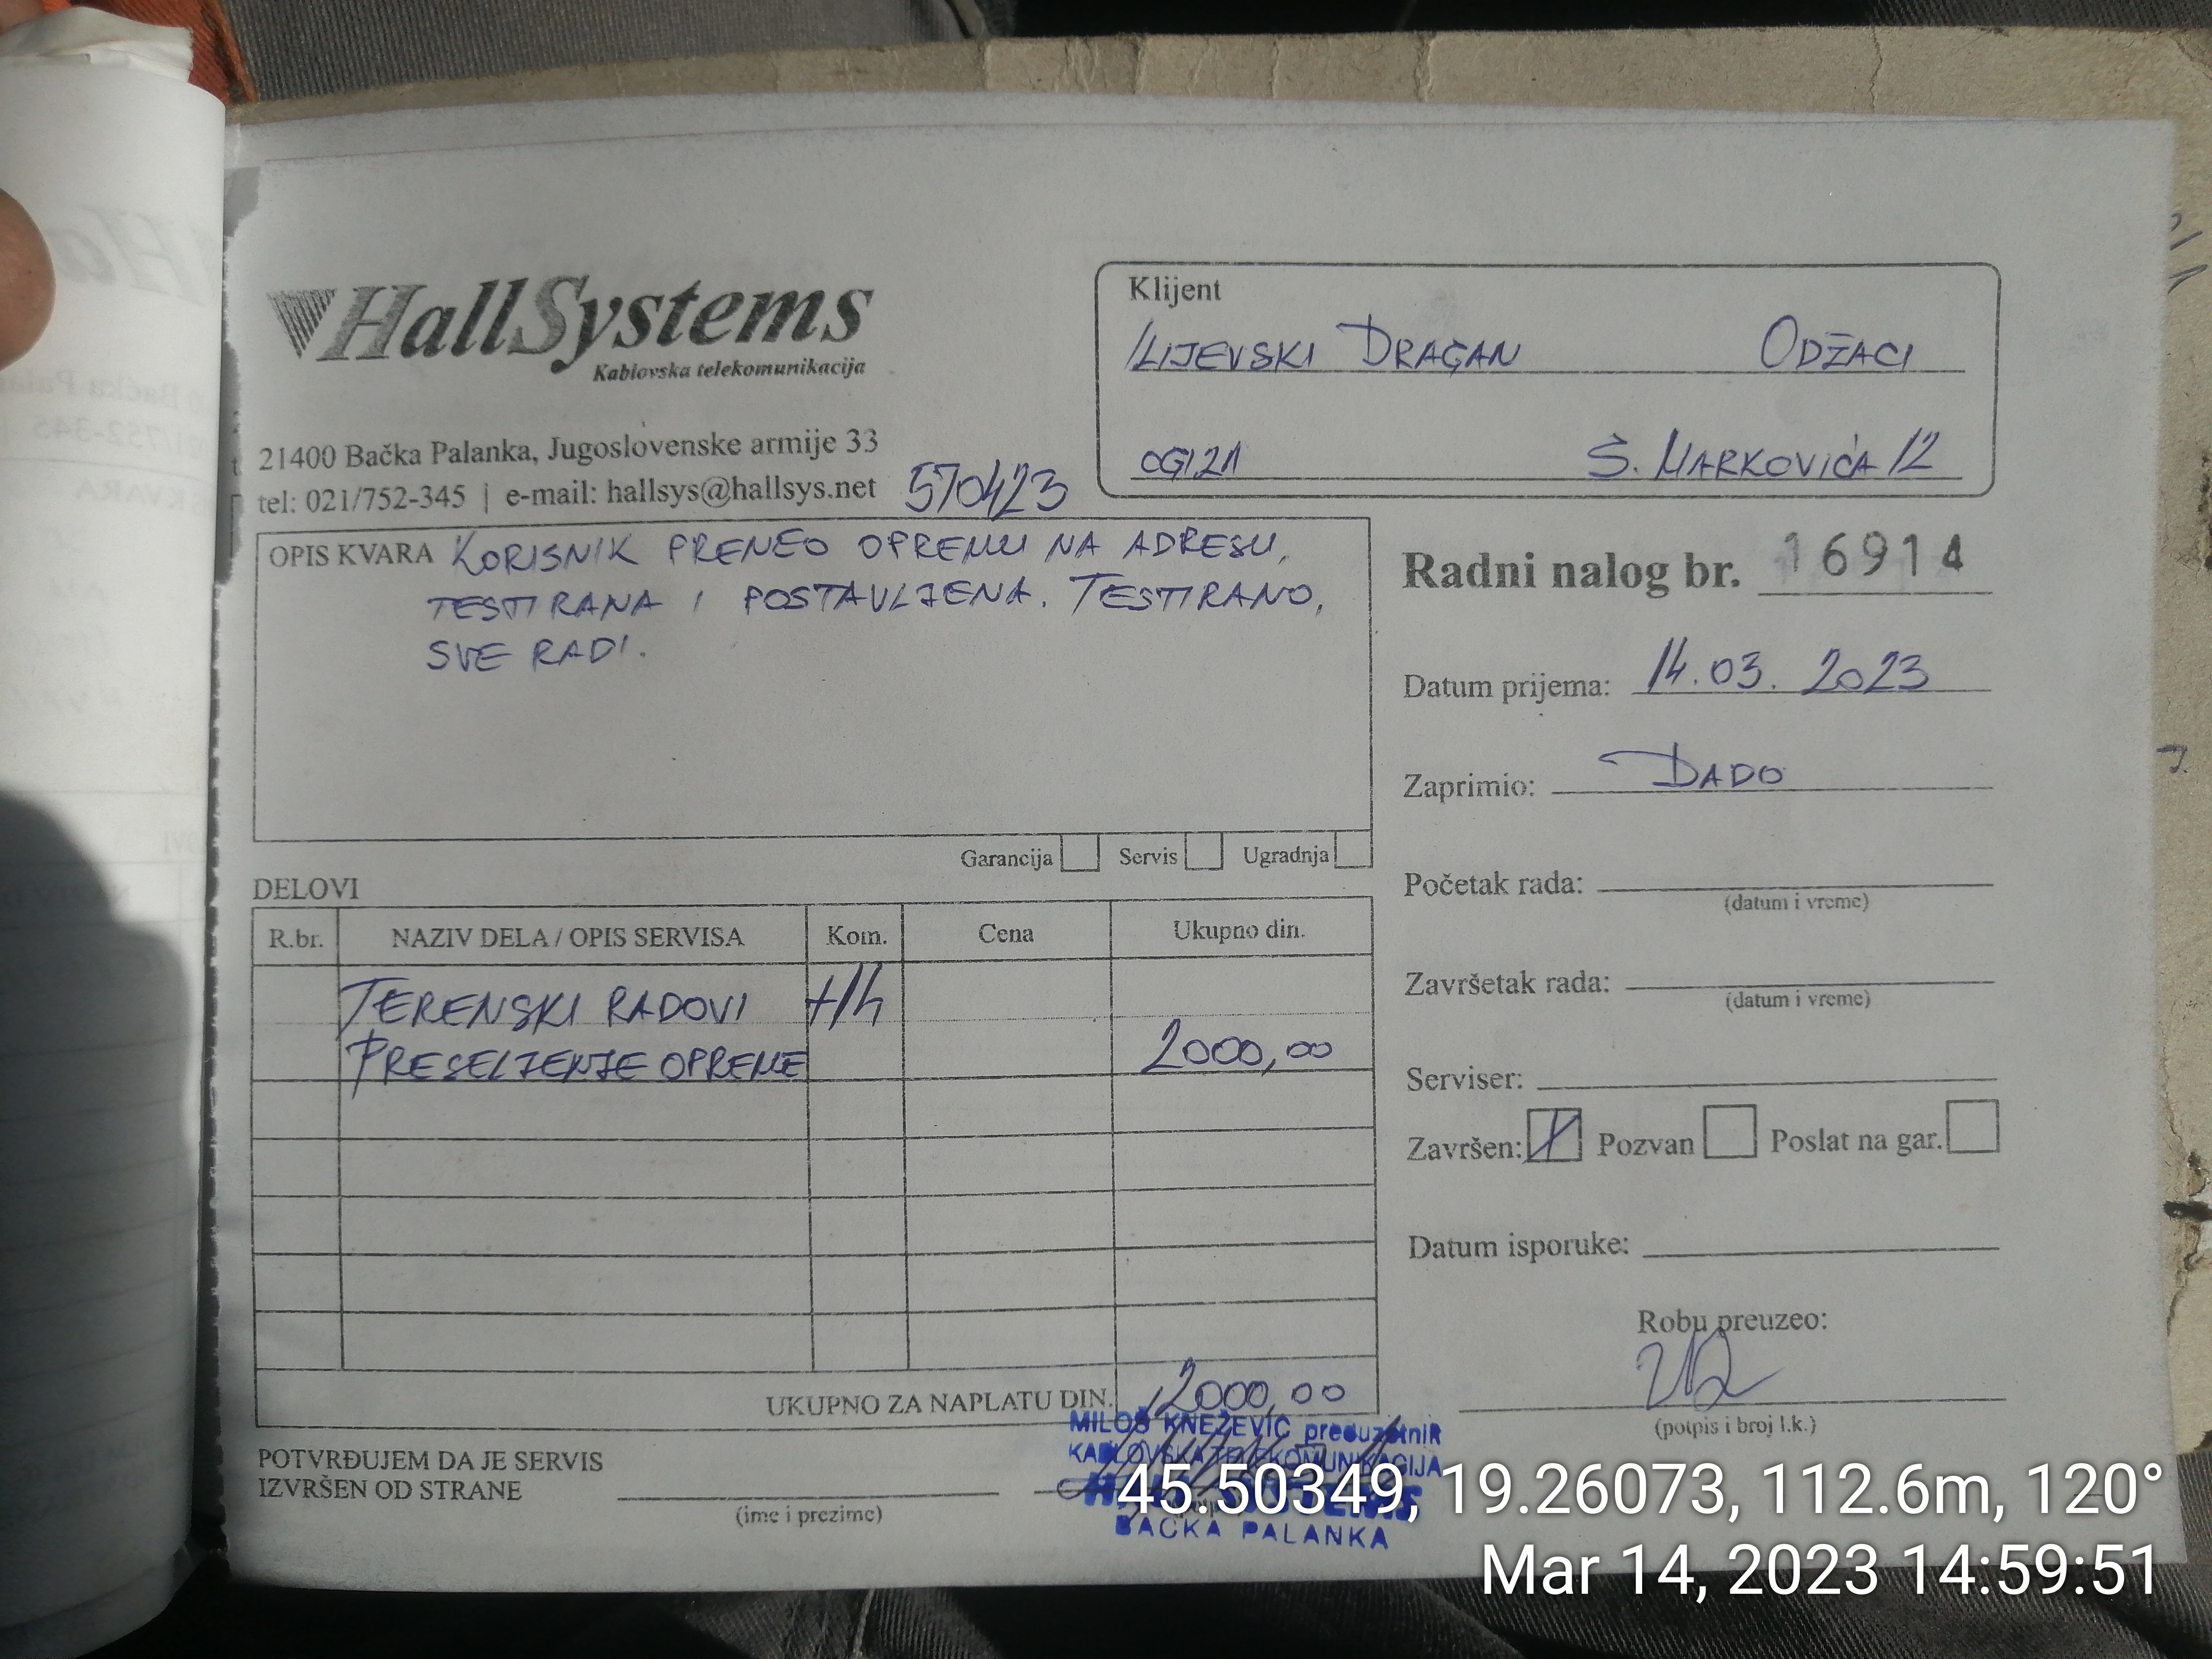 HallSystems
Kablovska telekomunikacija
21400 Bačka Palanka, Jugoslovenske armije 33
tel: 021/752-345 | e-mail: hallsys@hallsys.net
570423
Klijent
ILIJEVSKI DRAGAN ODŽACI
OG121 S. MARKOVIĆA 12
OPIS KVARA KORISNIK PRENEO OPREMU NA ADRESU,
TESTIRANA I POSTAVLJENA. TESTIRANO,
SVE RADI.
Garancija Servis Ugradnja
Radni nalog br. 16914
Datum prijema: 14.03.2023
Zaprimio: DADO
Početak rada:
(datum i vreme)
Završetak rada:
(datum i vreme)
Serviser:
Završen: Pozvan Poslat na gar.
Datum isporuke:
Robu preuzeo:
(potpis i broj l.k.)
DELOVI
R.br. NAZIV DELA / OPIS SERVISA Kom. Cena Ukupno din.
TERENSKI RADOVI
PRESELJENJE OPREME 2000,00
UKUPNO ZA NAPLATU DIN. 2000,00
POTVRĐUJEM DA JE SERVIS
IZVRŠEN OD STRANE
(ime i prezime)
MILOŠ KNEŽEVIĆ preduzetnik
KABLOVSKA TELEKOMUNIKACIJA
BAČKA PALANKA
45.50349, 19.26073, 112.6m, 120°
Mar 14, 2023 14:59:51